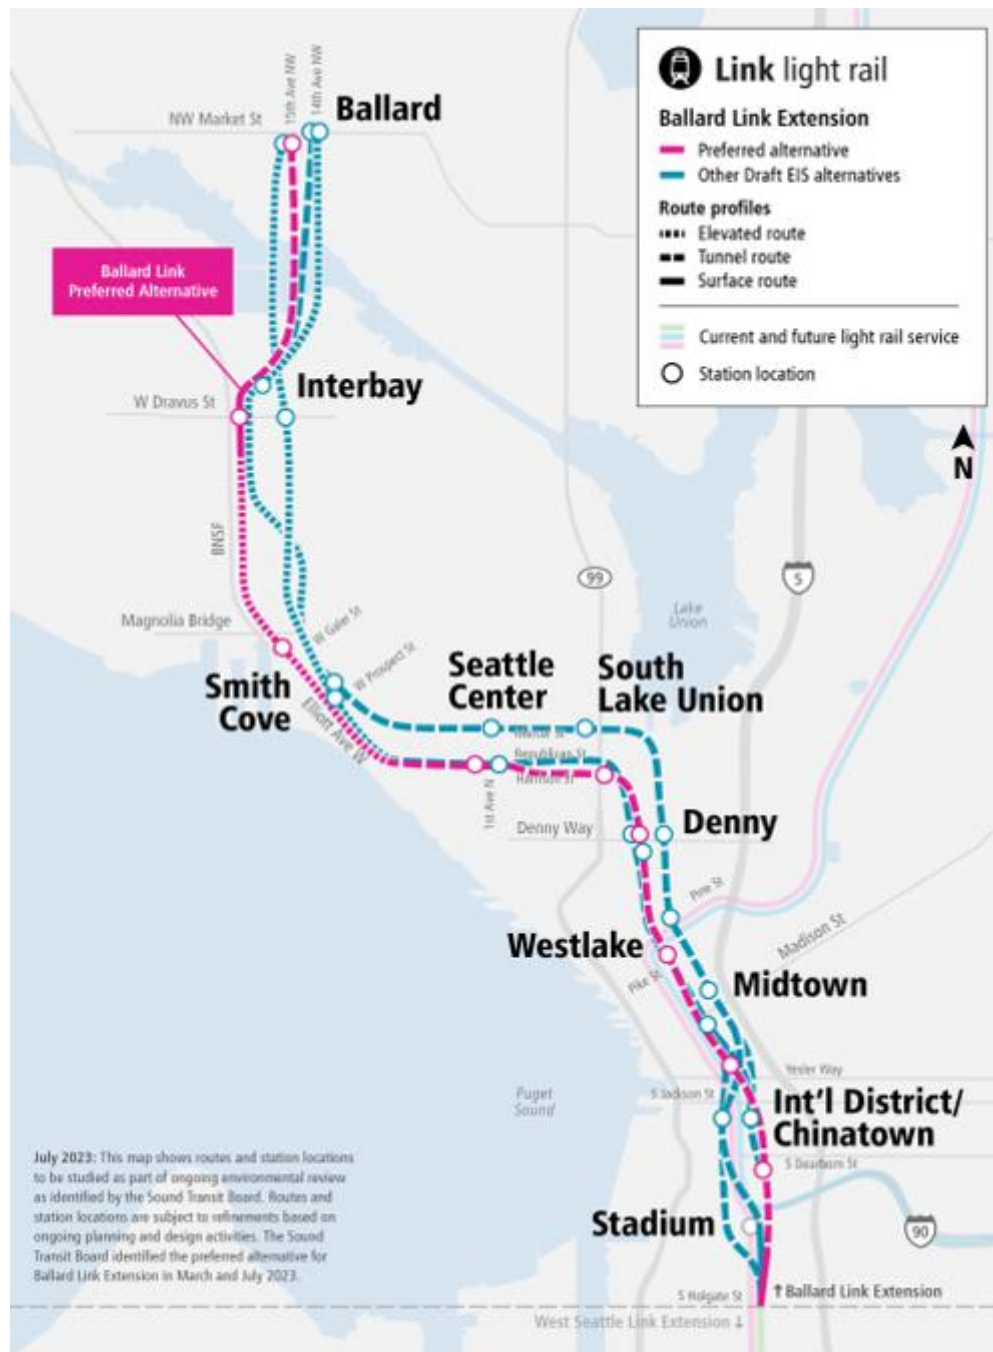 Link light rail
Ballard Link Extension
Preferred alternative
Other Draft EIS alternatives
Route profiles
Elevated route
Tunnel route
Surface route
Current and future light rail service
Station location
N
15th Ave NW
14th Ave NW
NW Market St
Ballard
Ballard Link
Preferred Alternative
Interbay
W Dravus St
BNSF
99
5
Lake
Union
Magnolia Bridge
W Galer St
W Prospect St
Smith
Cove
Elliott Ave W
Seattle
Center
South
Lake Union
Mercer St
Republican St
Harrison St
1st Ave N
Denny Way
Denny
Pine St
Madison St
Westlake
Pike St
Midtown
Yesler Way
Puget
Sound
S Jackson St
Int'l District/
Chinatown
S Dearborn St
Stadium
90
July 2023: This map shows routes and station locations
to be studied as part of ongoing environmental review
as identified by the Sound Transit Board. Routes and
station locations are subject to refinements based on
ongoing planning and design activities. The Sound
Transit Board identified the preferred alternative for
Ballard Link Extension in March and July 2023.
S Holgate St
↑Ballard Link Extension
West Seattle Link Extension ↓